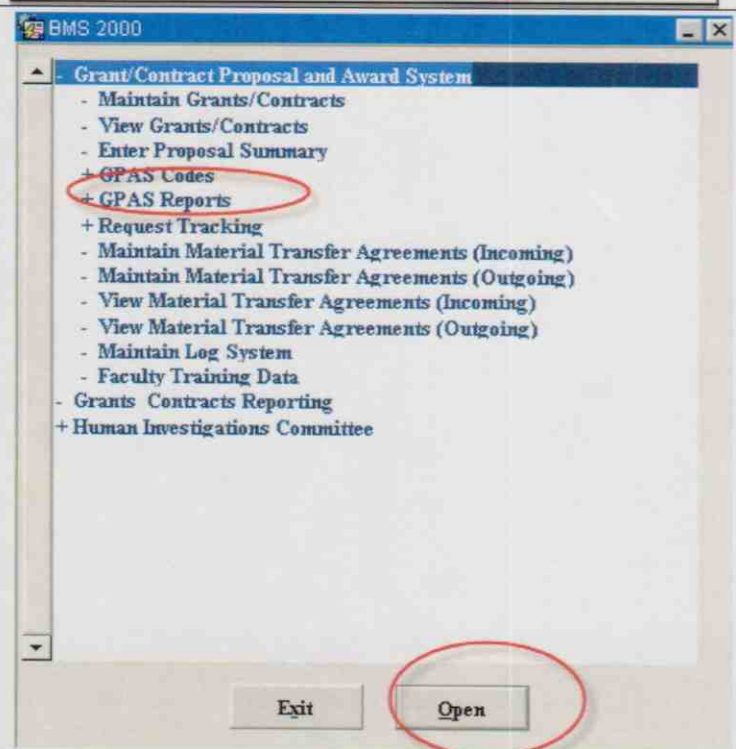 BMS 2000
- Grant/Contract Proposal and Award System
- Maintain Grants/Contracts
- View Grants/Contracts
- Enter Proposal Summary
+ GPAS Codes
+ GPAS Reports
+ Request Tracking
- Maintain Material Transfer Agreements (Incoming)
- Maintain Material Transfer Agreements (Outgoing)
- View Material Transfer Agreements (Incoming)
- View Material Transfer Agreements (Outgoing)
- Maintain Log System
- Faculty Training Data
- Grants Contracts Reporting
+ Human Investigations Committee
Exit Open